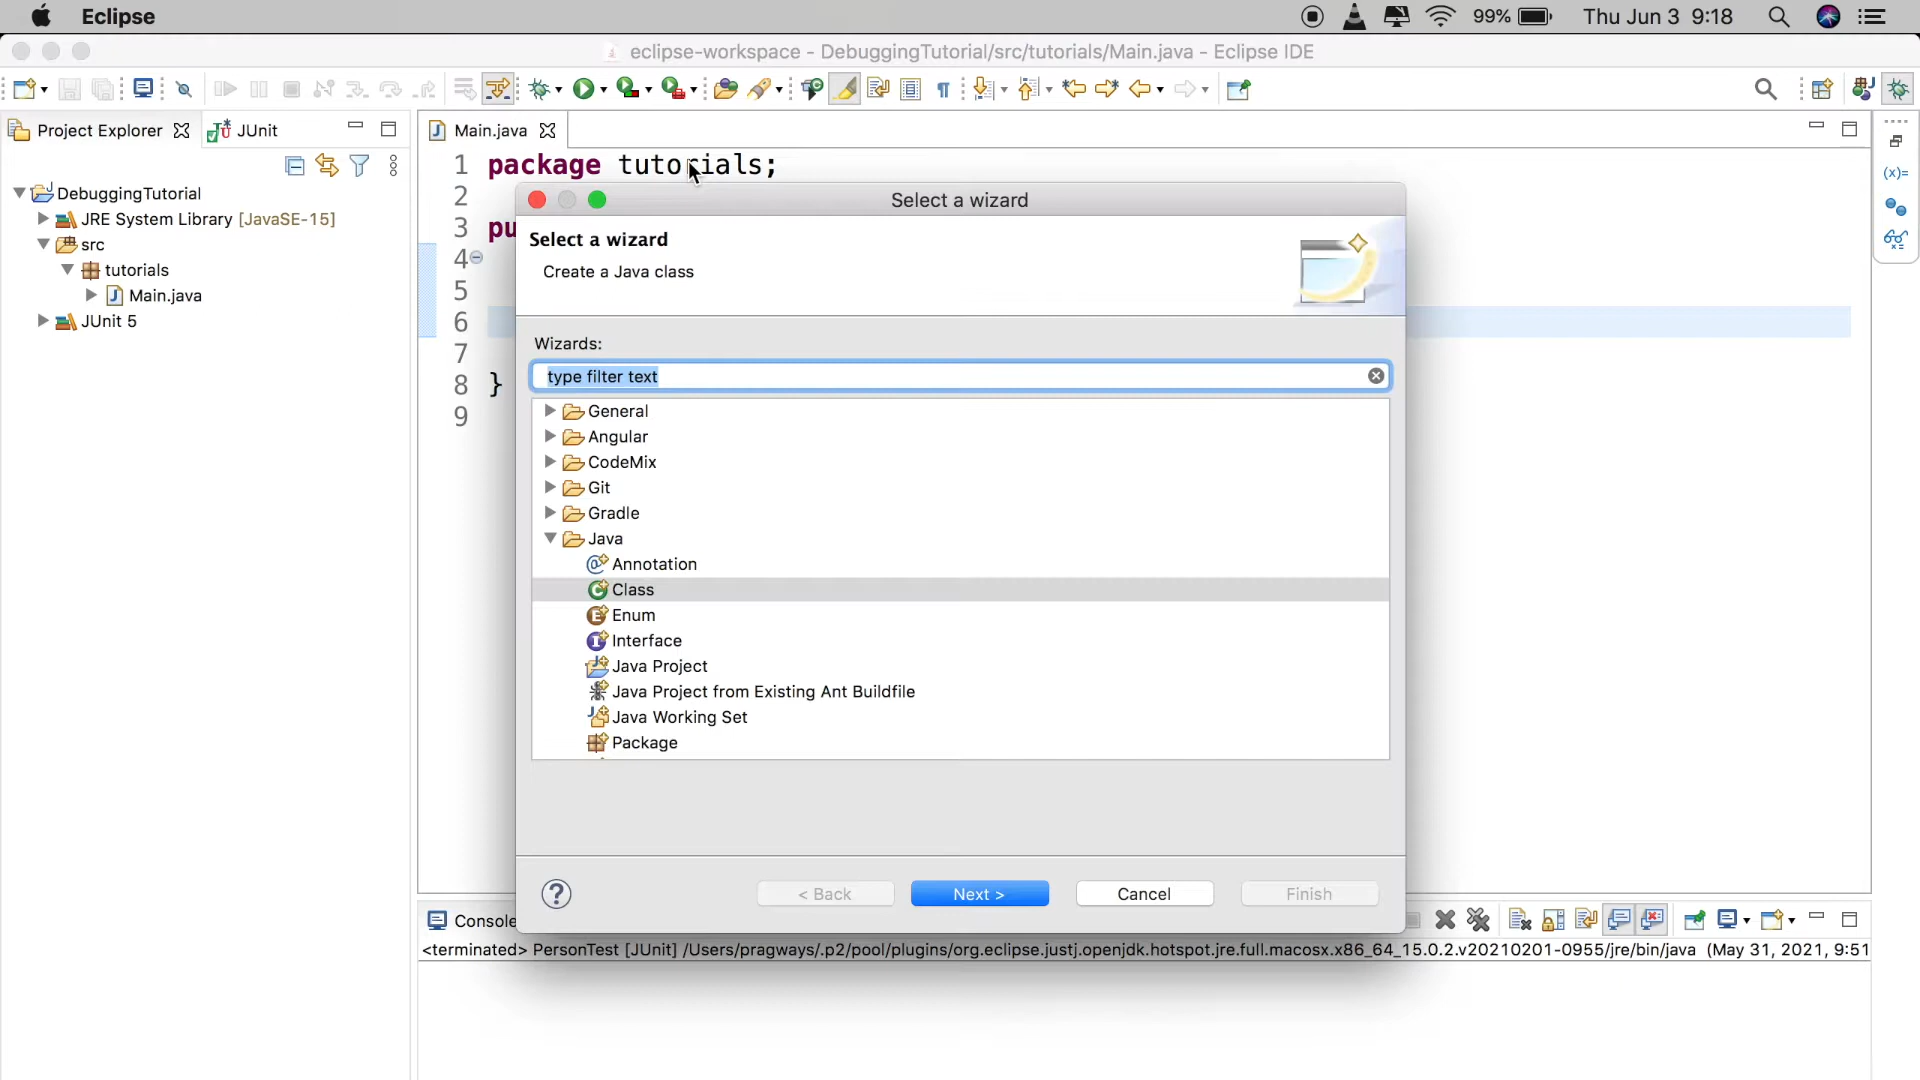 Eclipse 99% Thu Jun 3 9:18
eclipse-workspace - DebuggingTutorial/src/tutorials/Main.java - Eclipse IDE
Project Explorer JUnit
DebuggingTutorial
JRE System Library [JavaSE-15]
src
tutorials
Main.java
JUnit 5
Main.java
1 package tutorials;
2
3 pu
4
5
6
7
8 }
9
Select a wizard
Select a wizard
Create a Java class
Wizards:
type filter text
General
Angular
CodeMix
Git
Gradle
Java
Annotation
Class
Enum
Interface
Java Project
Java Project from Existing Ant Buildfile
Java Working Set
Package
< Back Next > Cancel Finish
Console
<terminated> PersonTest [JUnit] /Users/pragways/.p2/pool/plugins/org.eclipse.justj.openjdk.hotspot.jre.full.macosx.x86_64_15.0.2.v20210201-0955/jre/bin/java (May 31, 2021, 9:51